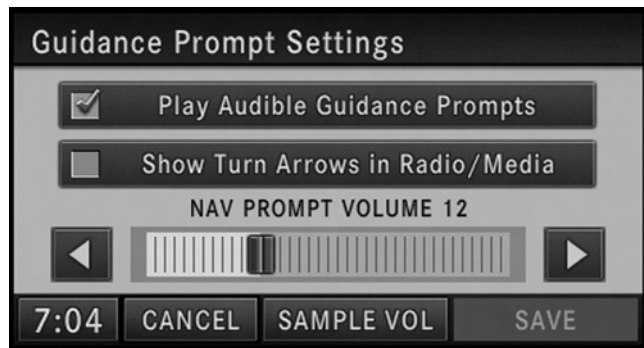 Guidance Prompt Settings
Play Audible Guidance Prompts
Show Turn Arrows in Radio/Media
NAV PROMPT VOLUME 12
7:04 CANCEL SAMPLE VOL SAVE